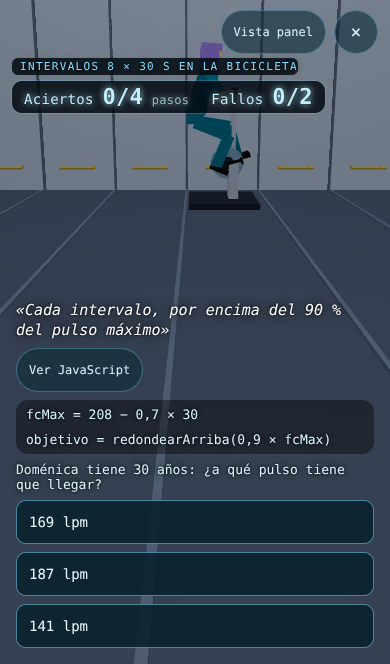 Vista panel
×
INTERVALOS 8 × 30 S EN LA BICICLETA
Aciertos 0/4 pasos Fallos 0/2
«Cada intervalo, por encima del 90 %
del pulso máximo»
Ver JavaScript
fcMax = 208 − 0,7 × 30
objetivo = redondearArriba(0,9 × fcMax)
Doménica tiene 30 años: ¿a qué pulso tiene
que llegar?
169 lpm
187 lpm
141 lpm